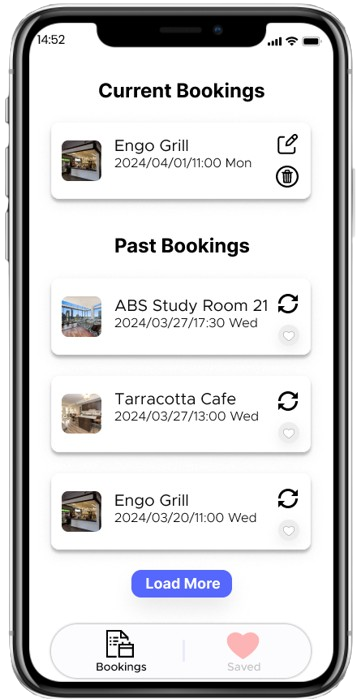 14:52
Current Bookings
Engo Grill
2024/04/01/11:00 Mon
Past Bookings
ABS Study Room 21
2024/03/27/17:30 Wed
Tarracotta Cafe
2024/03/27/13:00 Wed
Engo Grill
2024/03/20/11:00 Wed
Load More
Bookings
Saved